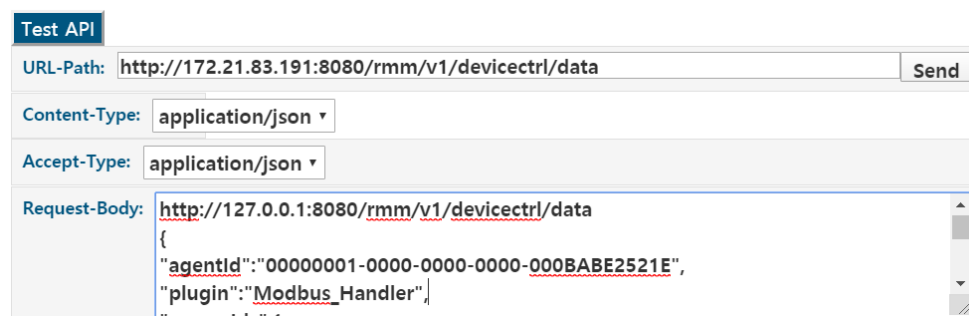 Test API
URL-Path: http://172.21.83.191:8080/rmm/v1/devicectrl/data Send
Content-Type: application/json
Accept-Type: application/json
Request-Body: http://127.0.0.1:8080/rmm/v1/devicectrl/data
{
"agentId":"00000001-0000-0000-0000-000BABE2521E",
"plugin":"Modbus_Handler",